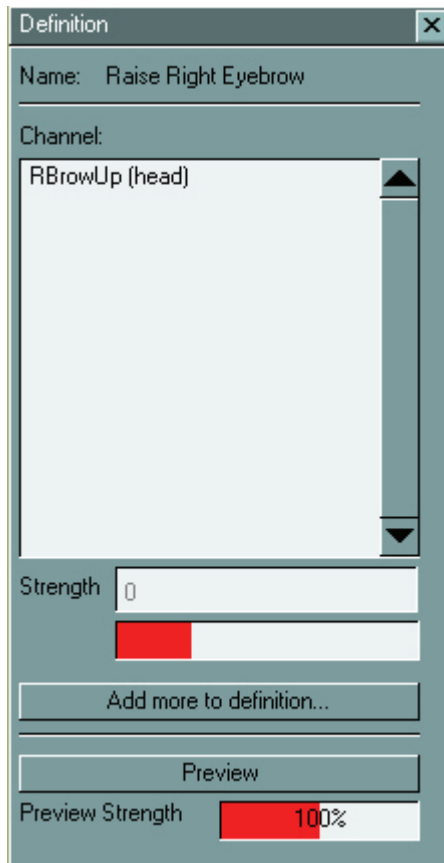 Definition
Name: Raise Right Eyebrow
Channel:
RBrowUp (head)
Strength 0
Add more to definition...
Preview
Preview Strength 100%